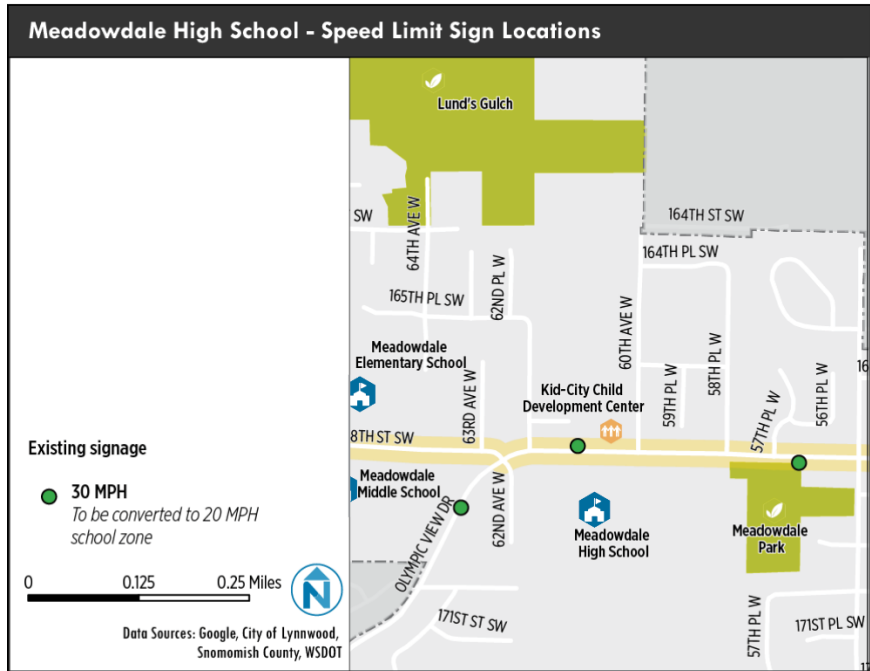 Meadowdale High School - Speed Limit Sign Locations
Lund's Gulch
164TH ST SW
SW
64TH AVE W
164TH PL SW
62ND PL W
165TH PL SW
60TH AVE W
Meadowdale
Elementary School
63RD AVE W
Kid-City Child
Development Center
59TH PL W
58TH PL W
57TH PL W
56TH PL W
16
8TH ST SW
Existing signage
30 MPH
To be converted to 20 MPH
school zone
Meadowdale
Middle School
OLYMPIC VIEW DR
62ND AVE W
Meadowdale
High School
Meadowdale
Park
0 0.125 0.25 Miles
N
171ST ST SW
57TH PL W
171ST PL SW
17
Data Sources: Google, City of Lynnwood,
Snomomish County, WSDOT